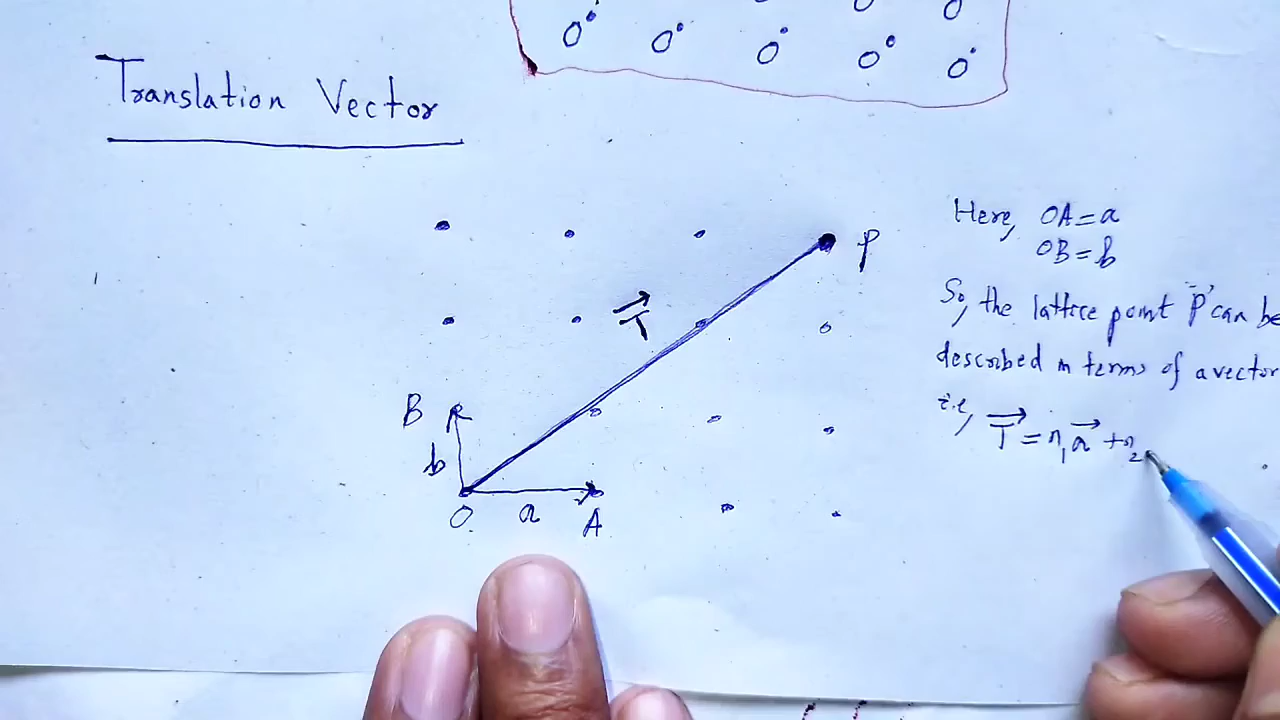 Translation Vector
P
T
B
b
O
a
A
Here, OA = a
OB = b
So, the lattice point 'P' can be
described in terms of a vector
i.e, T = n₁a + n₂